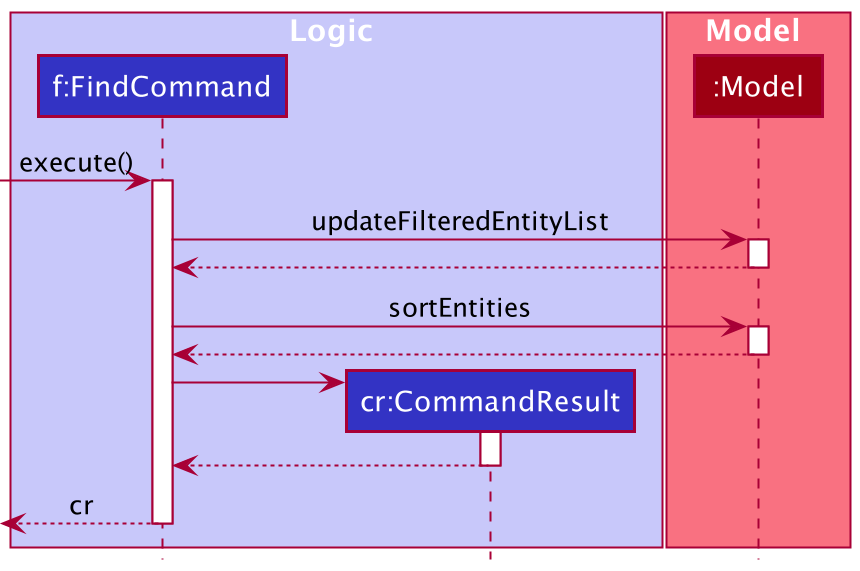 Logic
Model
f:FindCommand
:Model
execute()
updateFilteredEntityList
sortEntities
cr:CommandResult
cr